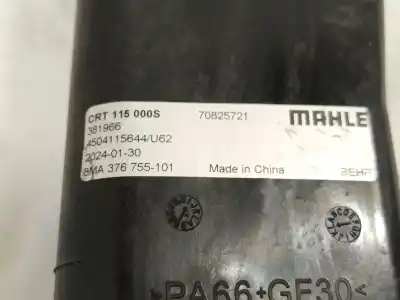 CRT 115 000S 70825721 MAHLE
381966
4504115644/U62
2024-01-30
8MA 376 755-101 Made in China BEHR
>PA66+GF30<